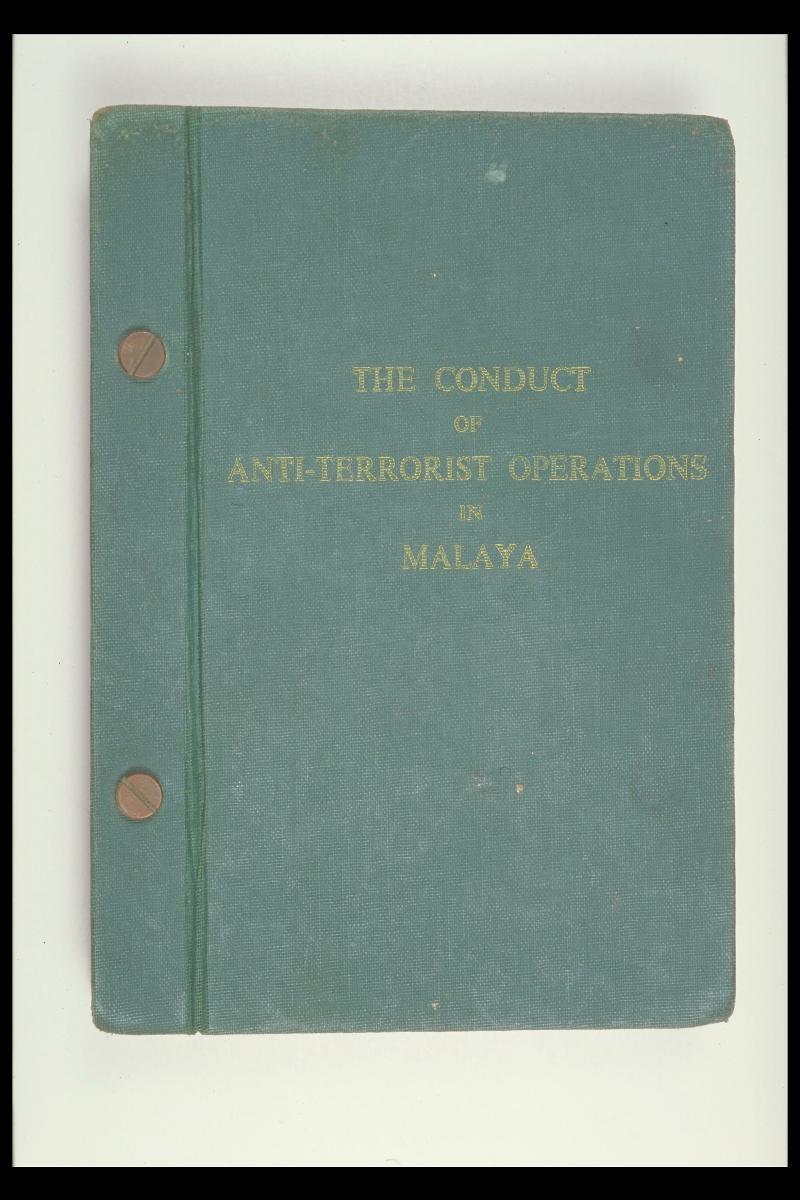 THE CONDUCT
OF
ANTI-TERRORIST OPERATIONS
IN
MALAYA